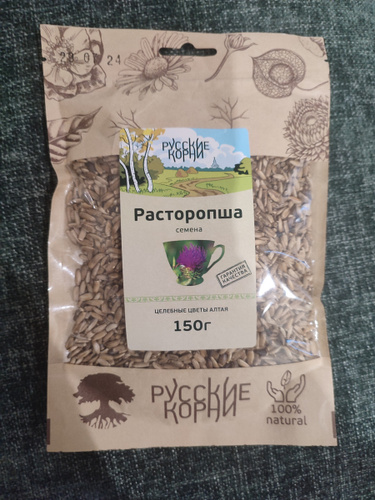 РУССКИЕ
КОРНИ
Расторопша
семена
ГАРАНТИЯ
КАЧЕСТВА
ЦЕЛЕБНЫЕ ЦВЕТЫ АЛТАЯ
150г
РУССКИЕ
КОРНИ
100%
natural